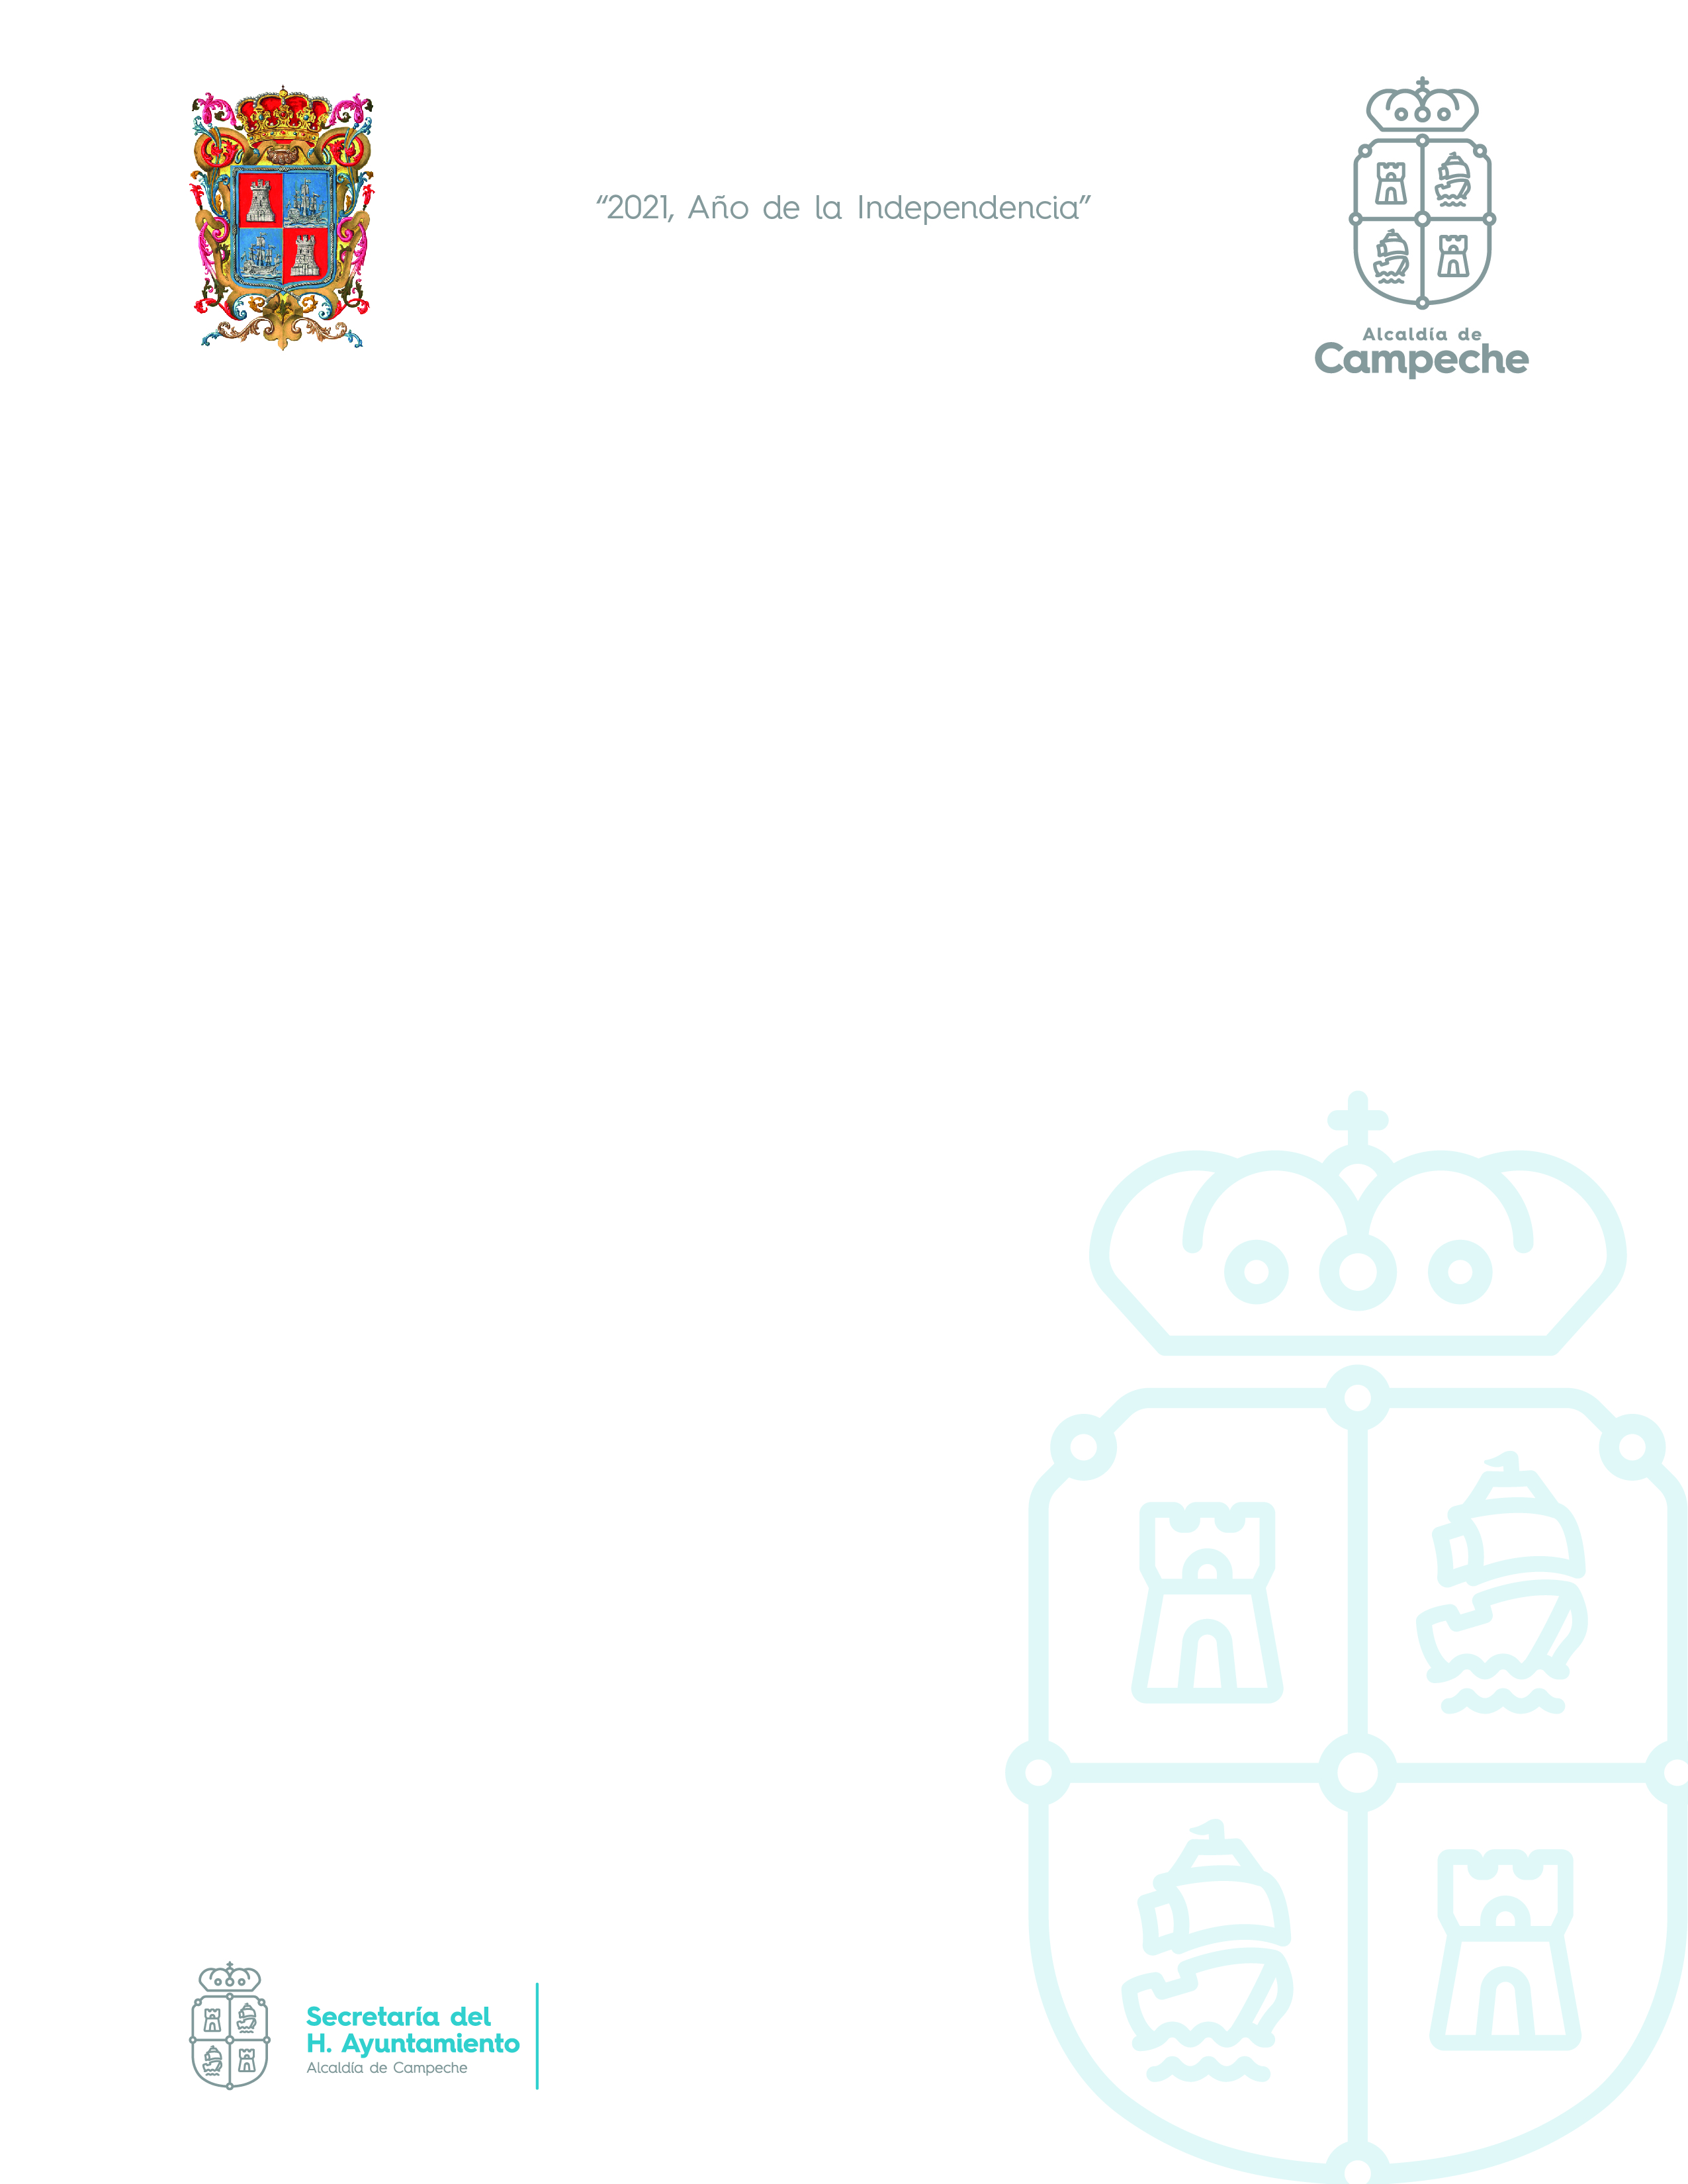 “2021, Año de la Independencia”
Alcaldía de
Campeche
Secretaría del
H. Ayuntamiento
Alcaldía de Campeche